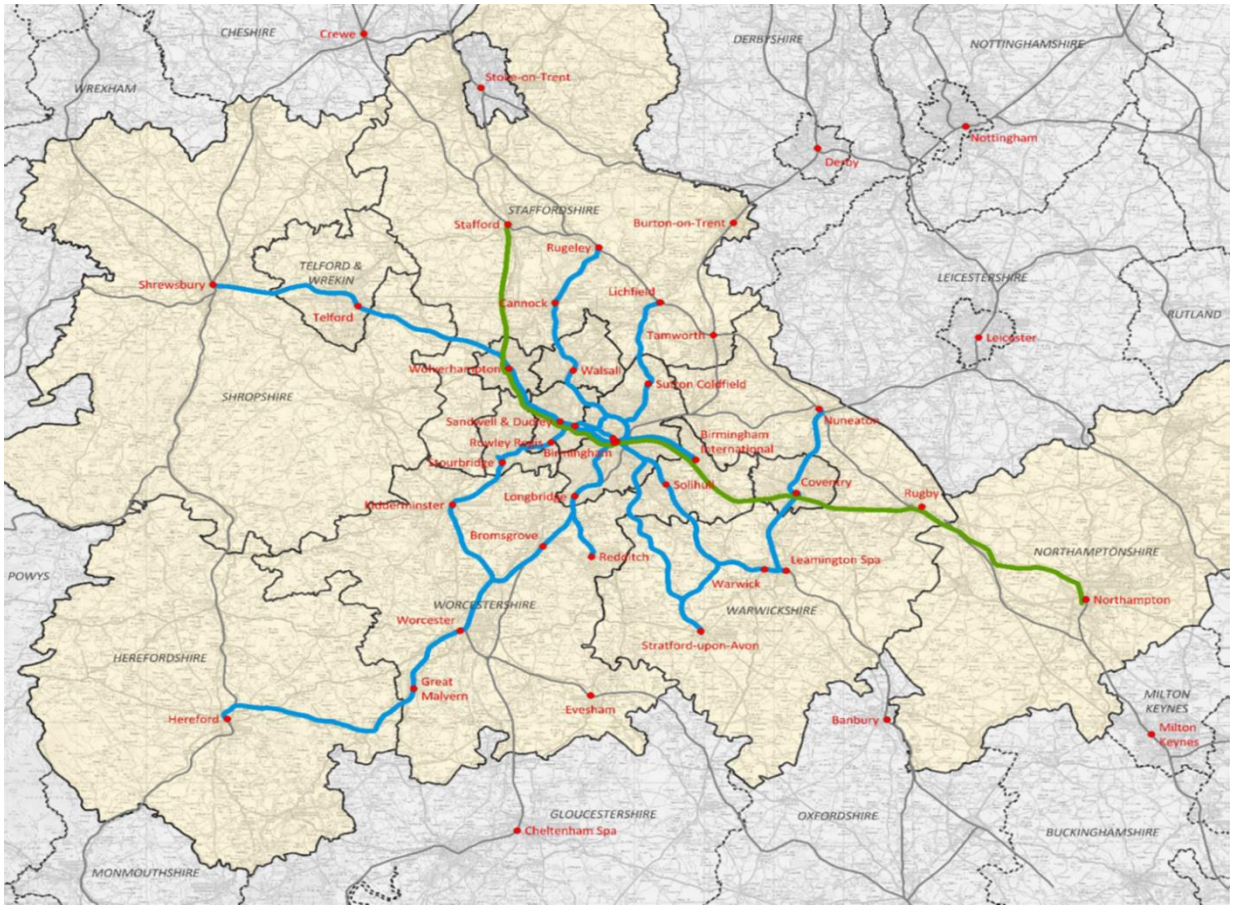 CHESHIRE
Crewe
DERBYSHIRE
NOTTINGHAMSHIRE
WREXHAM
Stoke-on-Trent
Nottingham
Derby
STAFFORDSHIRE
Stafford
Burton-on-Trent
Rugeley
TELFORD &
WREKIN
LEICESTERSHIRE
Shrewsbury
Lichfield
Cannock
Telford
RUTLAND
Tamworth
Leicester
Wolverhampton
Walsall
Sutton Coldfield
SHROPSHIRE
Nuneaton
Sandwell & Dudley
Rowley Regis
Birmingham
Birmingham
International
Stourbridge
Solihull
Coventry
Longbridge
Rugby
Kidderminster
Bromsgrove
Redditch
Leamington Spa
NORTHAMPTONSHIRE
POWYS
Warwick
Northampton
WORCESTERSHIRE
WARWICKSHIRE
Worcester
Stratford-upon-Avon
HEREFORDSHIRE
Great
Malvern
MILTON
KEYNES
Evesham
Hereford
Banbury
Milton
Keynes
GLOUCESTERSHIRE
OXFORDSHIRE
Cheltenham Spa
BUCKINGHAMSHIRE
MONMOUTHSHIRE